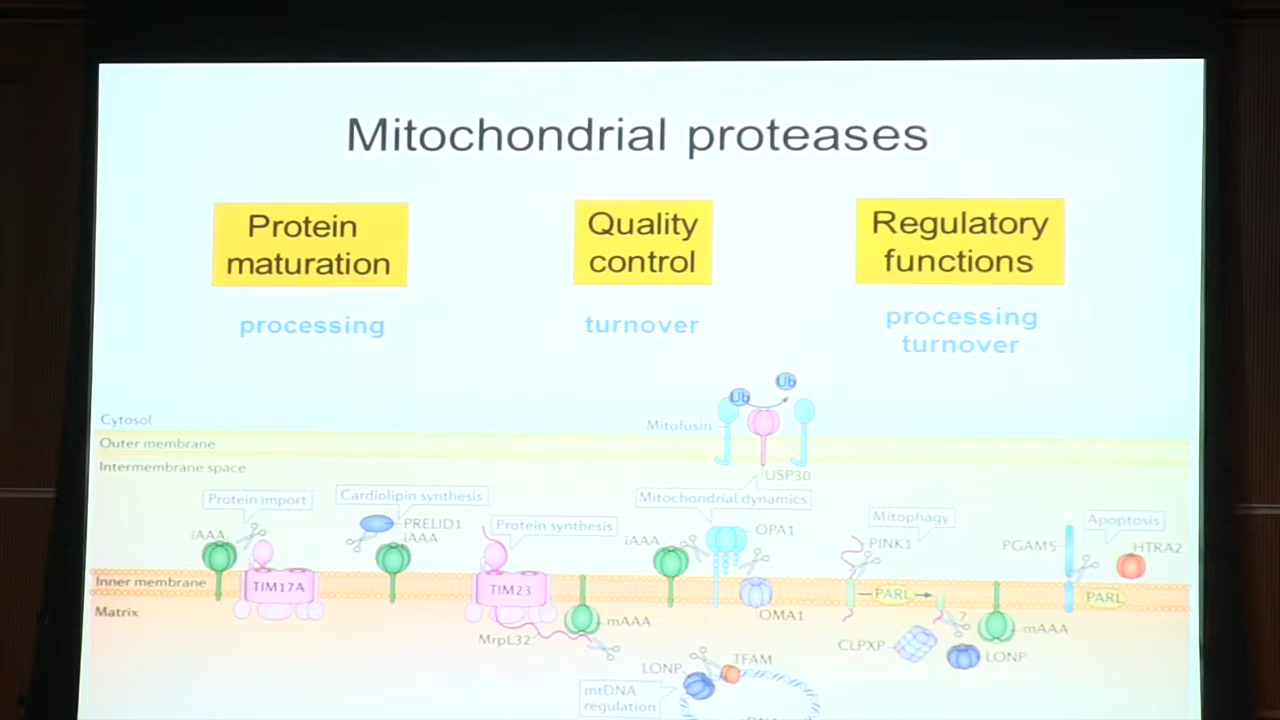 Mitochondrial proteases
Protein
maturation
Quality
control
Regulatory
functions
processing
turnover
processing
turnover
Ub
Ub
Cytosol
Mitofusin
Outer membrane
Intermembrane space
USP30
Protein import
Cardiolipin synthesis
Mitochondrial dynamics
Protein synthesis
Mitophagy
Apoptosis
PRELID1
iAAA
iAAA
iAAA
OPA1
PINK1
PGAM5
HTRA2
Inner membrane
TIM17A
TIM23
PARL
PARL
Matrix
OMA1
mAAA
?
mAAA
MrpL32
CLPXP
LONP
LONP
TFAM
mtDNA
regulation